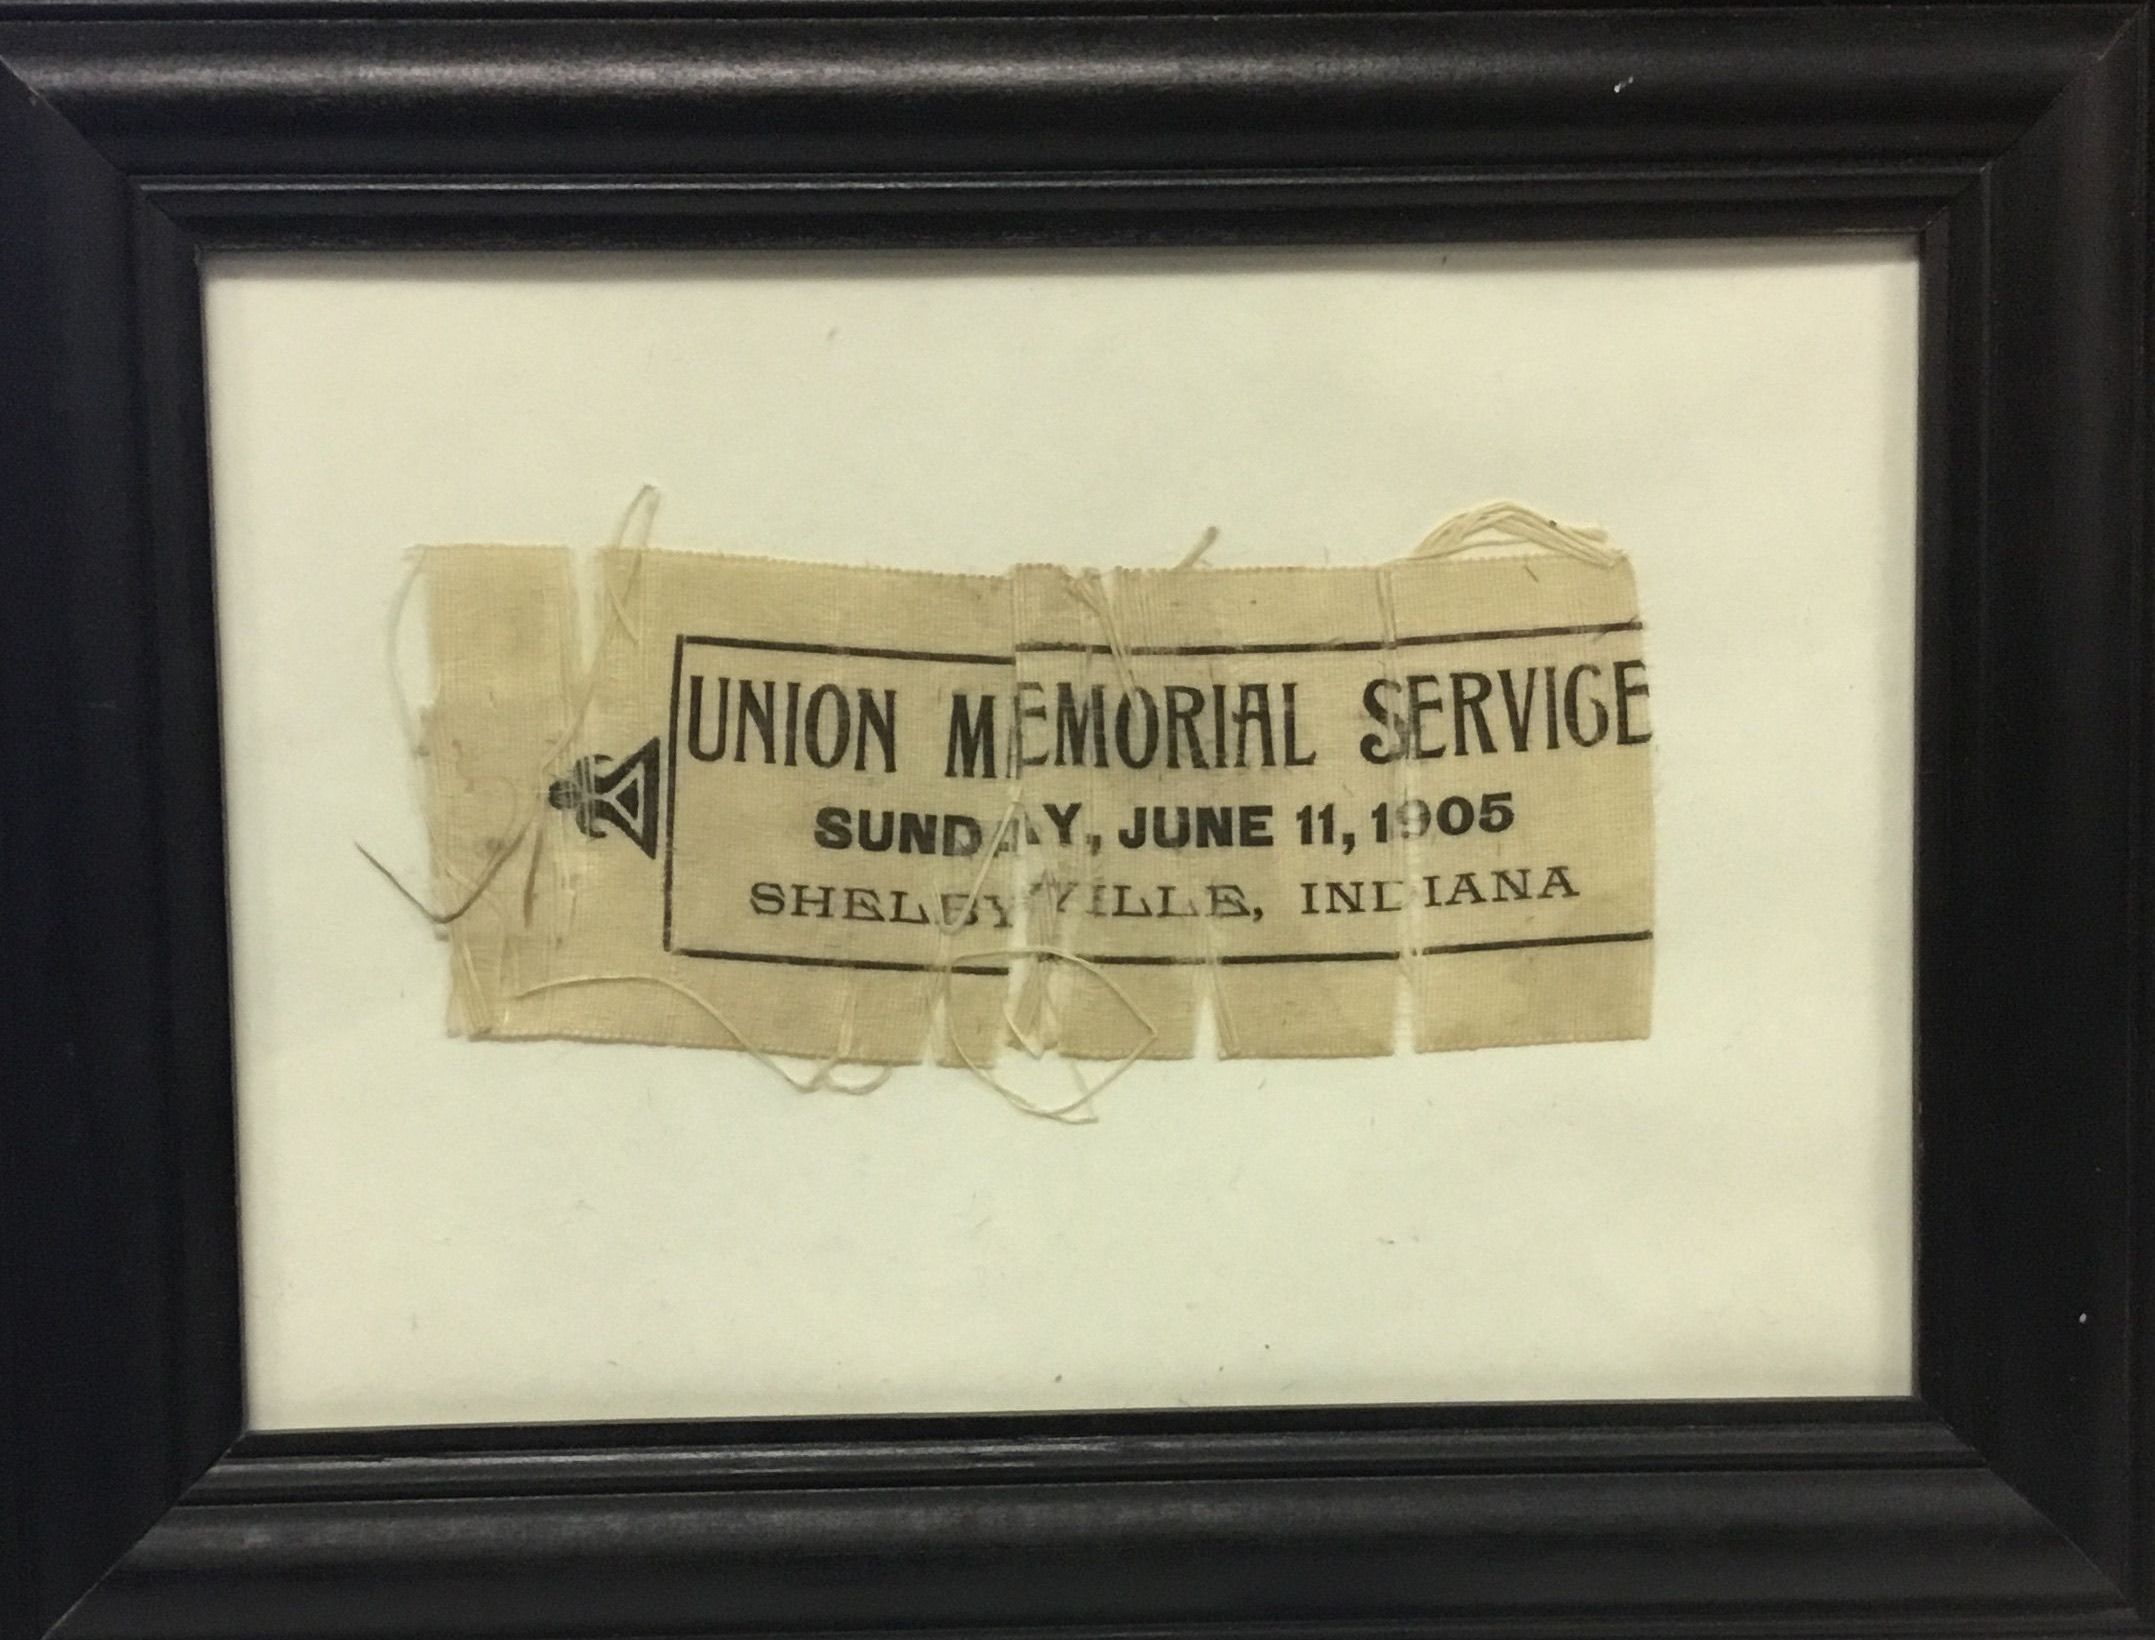 UNION MEMORIAL SERVICE
SUNDAY, JUNE 11, 1905
SHELBYVILLE, INDIANA